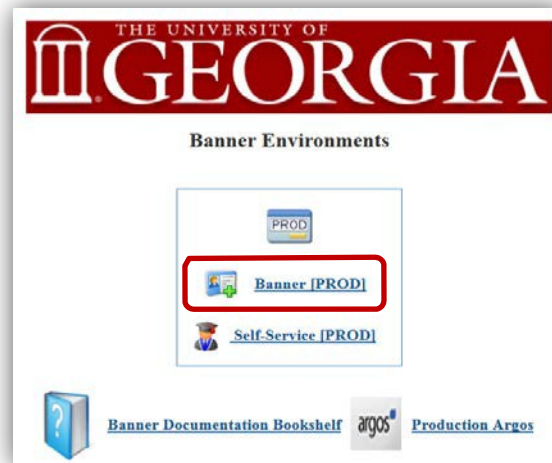 THE UNIVERSITY OF
GEORGIA
Banner Environments
PROD
Banner [PROD]
Self-Service [PROD]
?
Banner Documentation Bookshelf
argos
Production Argos